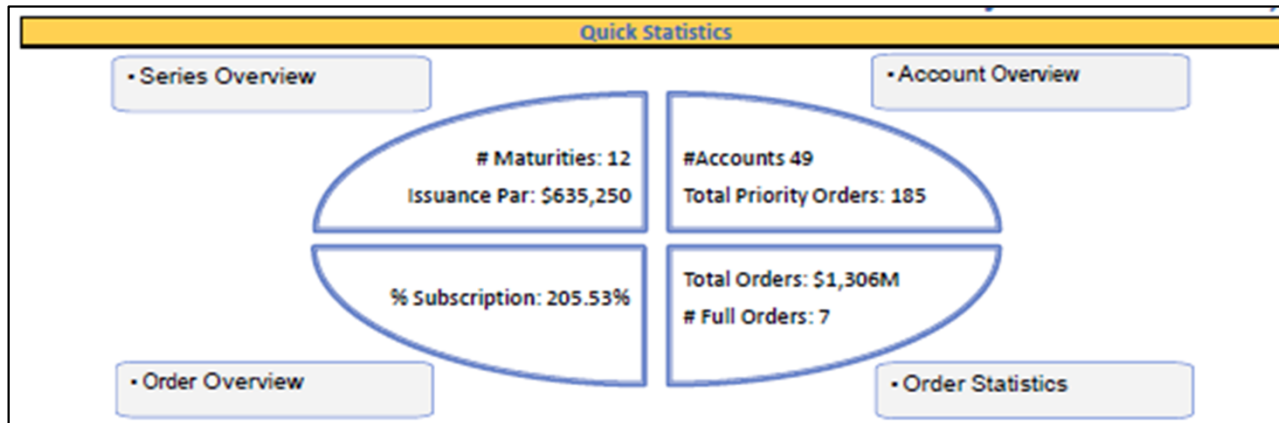 Quick Statistics
• Series Overview
• Account Overview
# Maturities: 12
Issuance Par: $635,250
#Accounts 49
Total Priority Orders: 185
% Subscription: 205.53%
Total Orders: $1,306M
# Full Orders: 7
• Order Overview
• Order Statistics